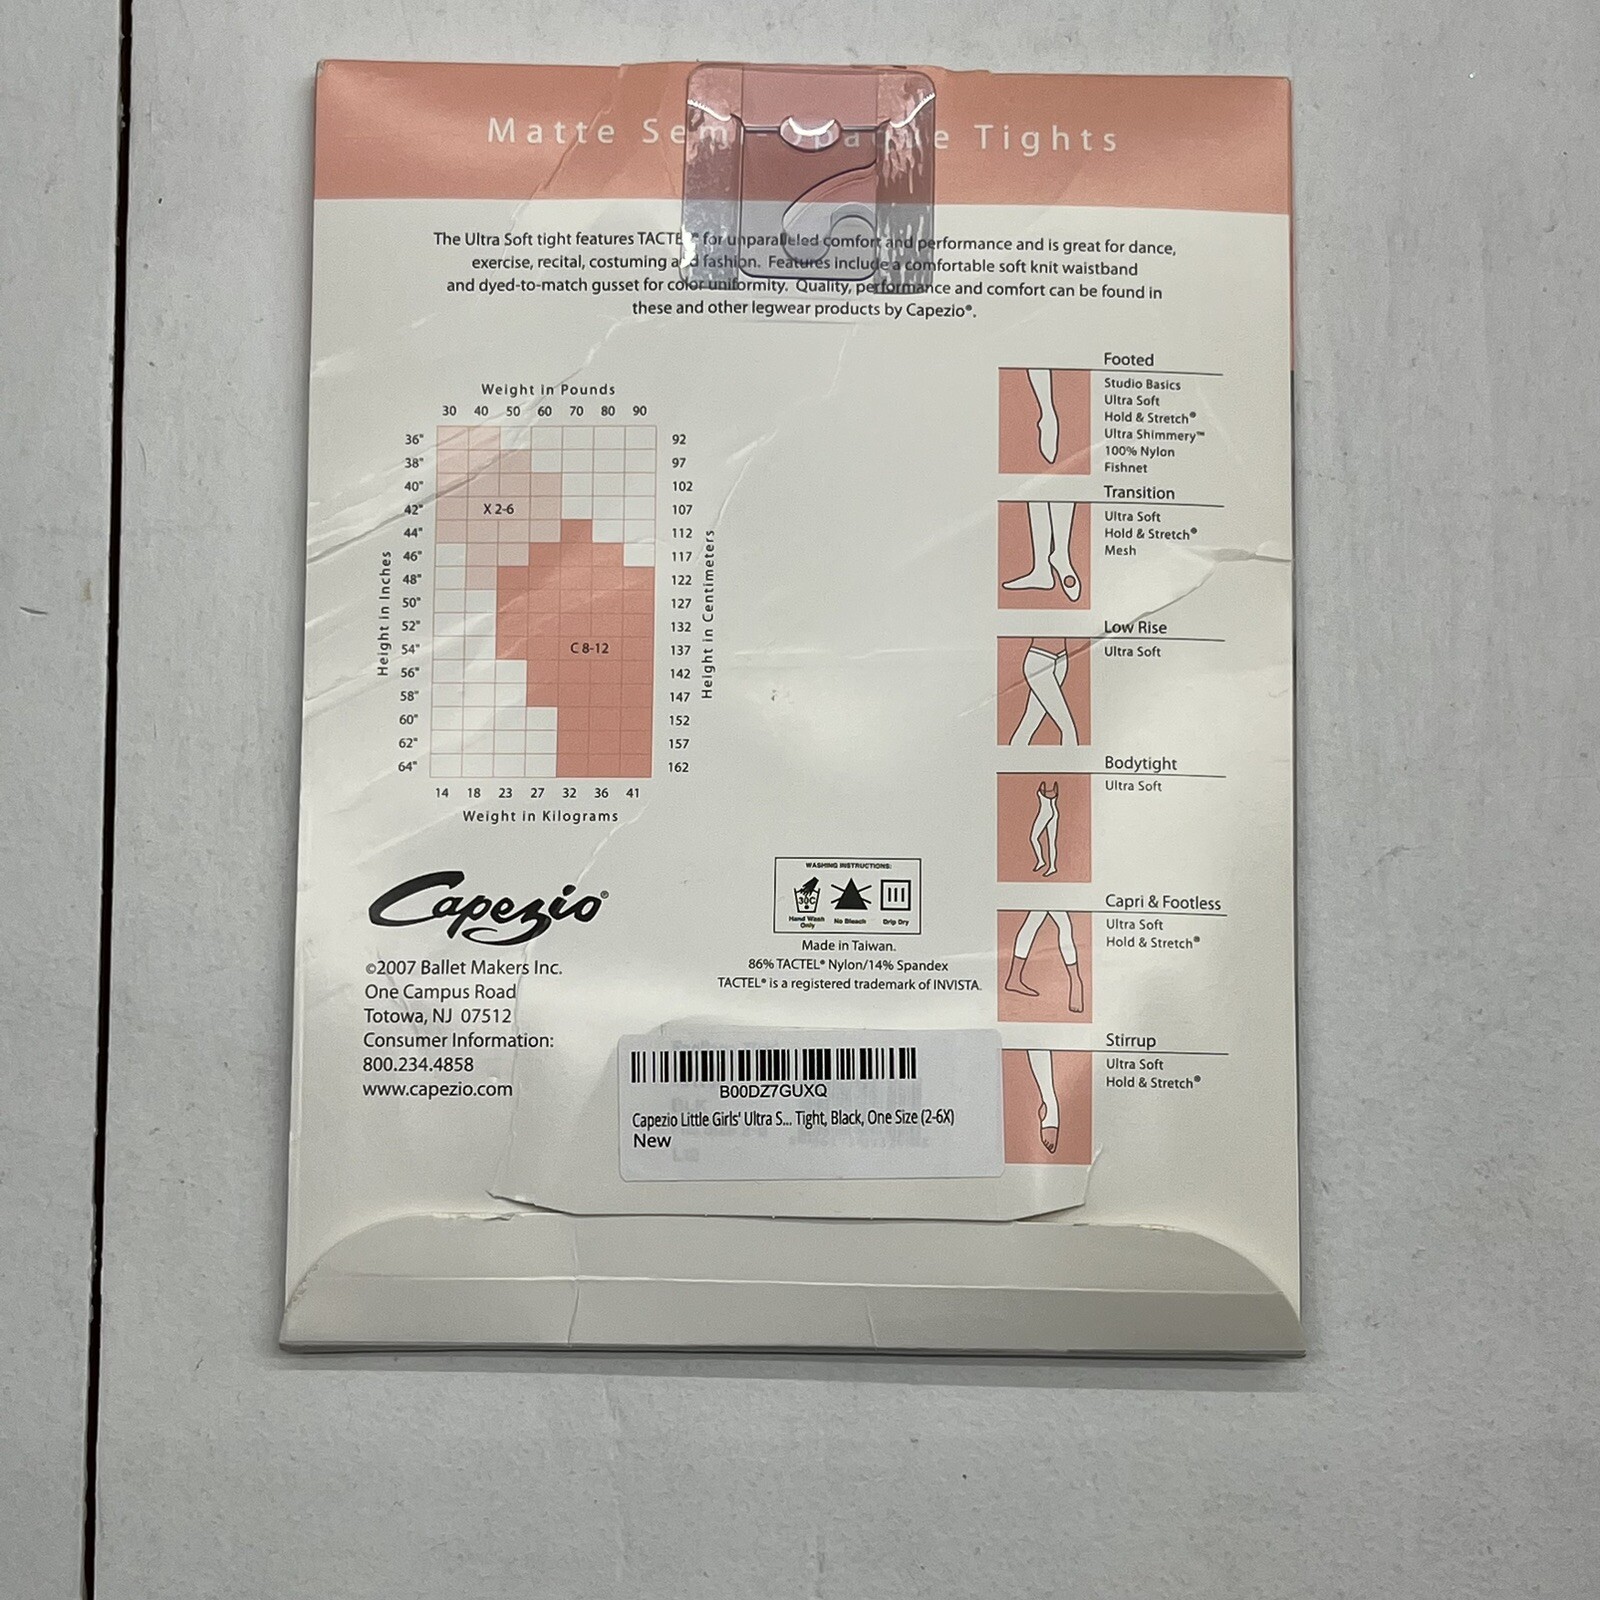 Matte Semi-Opaque Tights
The Ultra Soft tight features TACTEL® for unparalleled comfort and performance and is great for dance,
exercise, recital, costuming and fashion. Features include a comfortable soft knit waistband
and dyed-to-match gusset for color uniformity. Quality, performance and comfort can be found in
these and other legwear products by Capezio®.
Weight in Pounds
30 40 50 60 70 80 90
36" 92
38" 97
40" 102
42" X 2-6 107
44" 112
46" 117
48" 122
50" 127
52" 132
54" C 8-12 137
56" 142
58" 147
60" 152
62" 157
64" 162
Height in Inches
Height in Centimeters
14 18 23 27 32 36 41
Weight in Kilograms
Footed
Studio Basics
Ultra Soft
Hold & Stretch®
Ultra Shimmery™
100% Nylon
Fishnet
Transition
Ultra Soft
Hold & Stretch®
Mesh
Low Rise
Ultra Soft
Bodytight
Ultra Soft
Capri & Footless
Ultra Soft
Hold & Stretch®
Stirrup
Ultra Soft
Hold & Stretch®
Capezio®
©2007 Ballet Makers Inc.
One Campus Road
Totowa, NJ 07512
Consumer Information:
800.234.4858
www.capezio.com
WASHING INSTRUCTIONS:
30C
Hand Wash Only
No Bleach
Drip Dry
Made in Taiwan.
86% TACTEL® Nylon/14% Spandex
TACTEL® is a registered trademark of INVISTA.
B00DZ7GUXQ
Capezio Little Girls' Ultra S... Tight, Black, One Size (2-6X)
New